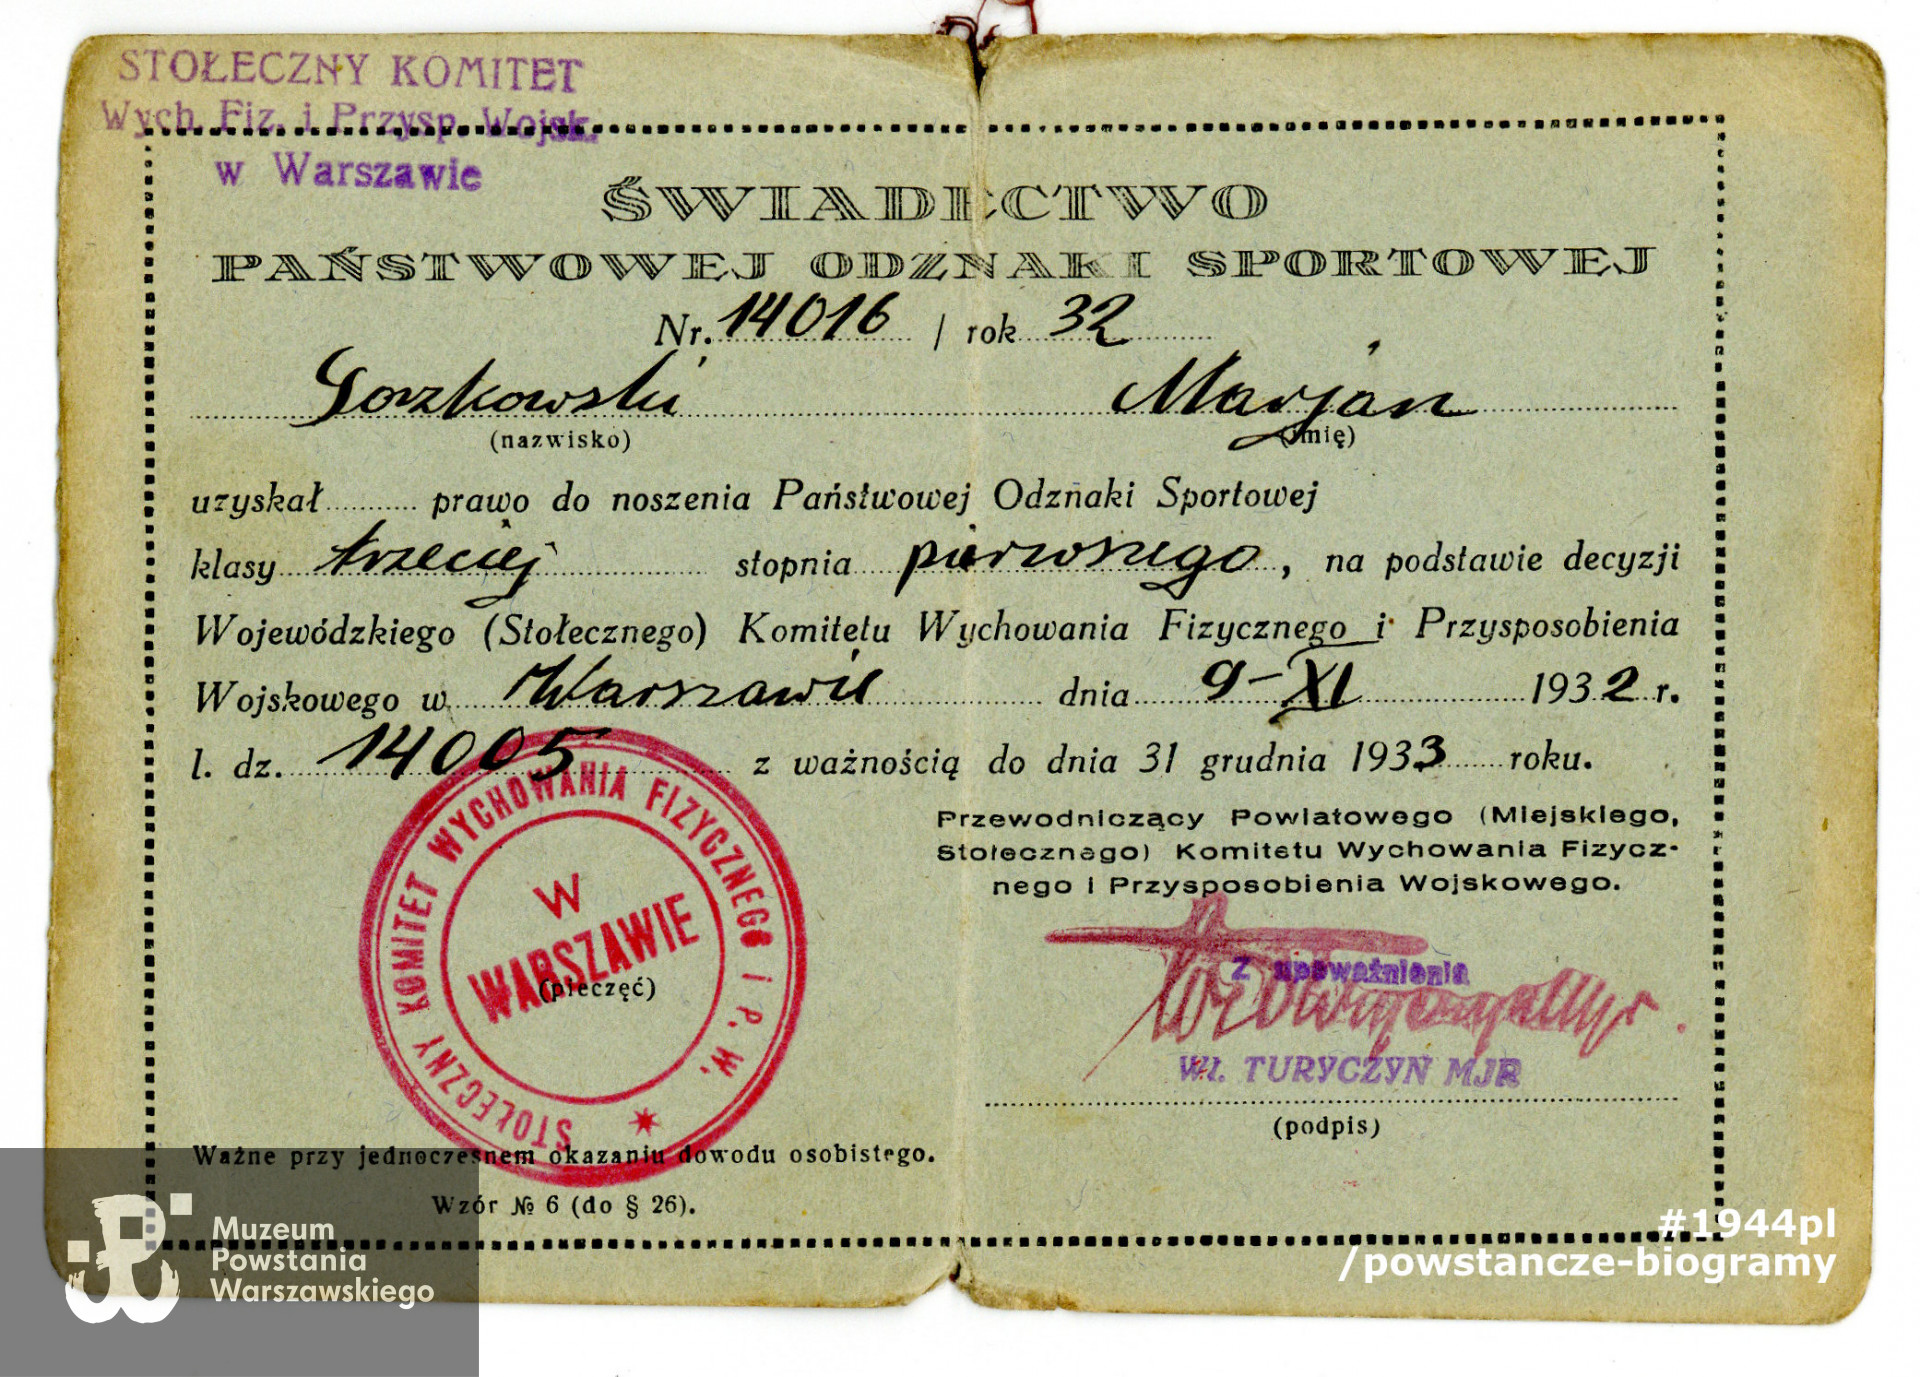 STOŁECZNY KOMITET
Wych. Fiz. i Przysp. Wojsk.
w Warszawie
ŚWIADECTWO
PAŃSTWOWEJ ODZNAKI SPORTOWEJ
Nr. 14016 / rok 32
Gorzkowski Marjan
(nazwisko) (imię)
uzyskał prawo do noszenia Państwowej Odznaki Sportowej
klasy trzeciej stopnia pierwszego, na podstawie decyzji
Wojewódzkiego (Stołecznego) Komitetu Wychowania Fizycznego i Przysposobienia
Wojskowego w Warszawie dnia 9-XI 1932 r.
l. dz. 14005 z ważnością do dnia 31 grudnia 1933 roku.
Przewodniczący Powiatowego (Miejskiego,
Stołecznego) Komitetu Wychowania Fizycz-
nego i Przysposobienia Wojskowego.
STOŁECZNY KOMITET WYCHOWANIA FIZYCZNEGO I P. W.
W
WARSZAWIE
(pieczęć)
Z upoważnienia
Wł. TURYCZYN MJR
(podpis)
Ważne przy jednoczesnem okazaniu dowodu osobistego.
Wzór № 6 (do § 26).
Muzeum
Powstania
Warszawskiego
#1944pl
/powstancze-biogramy